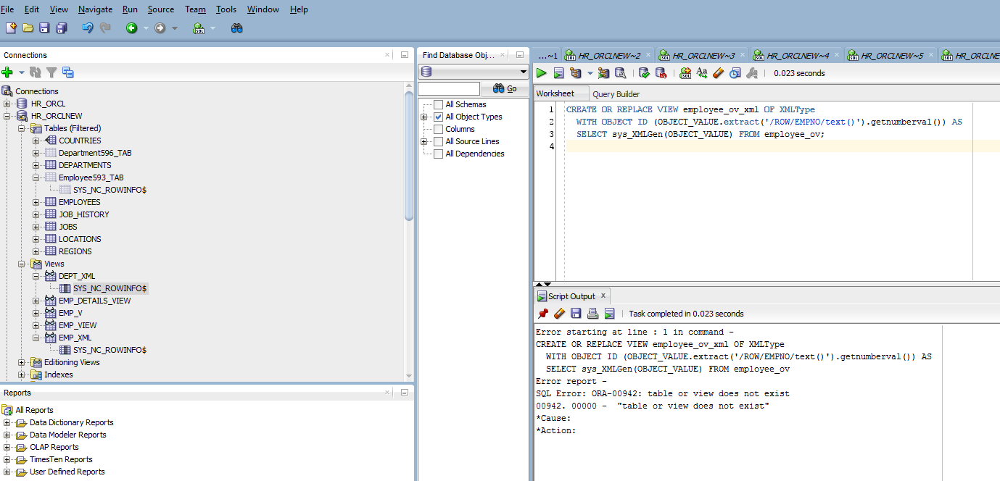 File Edit View Navigate Run Source Team Tools Window Help
Connections
Connections
HR_ORCL
HR_ORCLNEW
Tables (Filtered)
COUNTRIES
Department596_TAB
DEPARTMENTS
Employee593_TAB
SYS_NC_ROWINFO$
EMPLOYEES
JOB_HISTORY
JOBS
LOCATIONS
REGIONS
Views
DEPT_XML
SYS_NC_ROWINFO$
EMP_DETAILS_VIEW
EMP_V
EMP_VIEW
EMP_XML
SYS_NC_ROWINFO$
Editioning Views
Indexes
Reports
All Reports
Data Dictionary Reports
Data Modeler Reports
OLAP Reports
TimesTen Reports
User Defined Reports
Find Database Obj...
Go
All Schemas
All Object Types
Columns
All Source Lines
All Dependencies
...~1 HR_ORCLNEW~2 HR_ORCLNEW~3 HR_ORCLNEW~4 HR_ORCLNEW~5 HR_ORCLNE
0.023 seconds
Worksheet Query Builder
1 CREATE OR REPLACE VIEW employee_ov_xml OF XMLType
2 WITH OBJECT ID (OBJECT_VALUE.extract('/ROW/EMPNO/text()').getnumberval()) AS
3 SELECT sys_XMLGen(OBJECT_VALUE) FROM employee_ov;
4
Script Output
Task completed in 0.023 seconds
Error starting at line : 1 in command -
CREATE OR REPLACE VIEW employee_ov_xml OF XMLType
WITH OBJECT ID (OBJECT_VALUE.extract('/ROW/EMPNO/text()').getnumberval()) AS
SELECT sys_XMLGen(OBJECT_VALUE) FROM employee_ov
Error report -
SQL Error: ORA-00942: table or view does not exist
00942. 00000 - "table or view does not exist"
*Cause:
*Action: